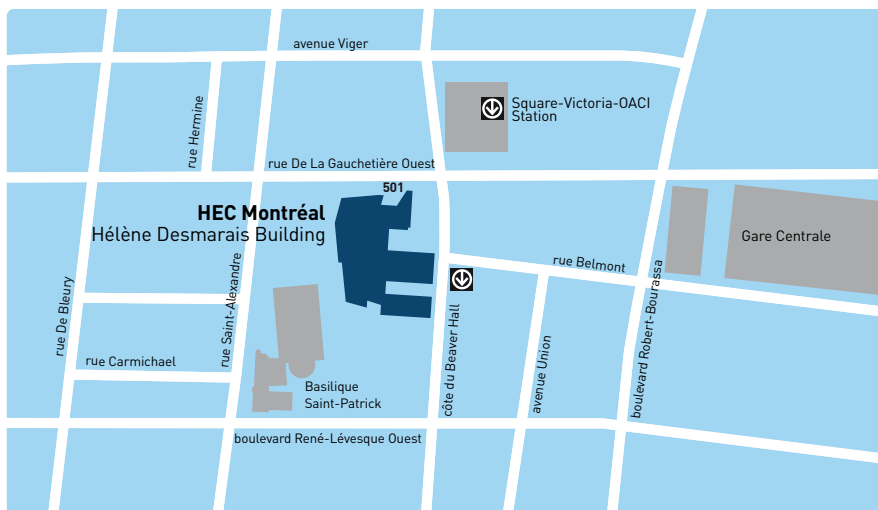 avenue Viger
Square-Victoria-OACI
Station
rue Hermine
rue De La Gauchetière Ouest
501
HEC Montréal
Hélène Desmarais Building
Gare Centrale
rue Belmont
rue De Bleury
rue Saint-Alexandre
côte du Beaver Hall
avenue Union
boulevard Robert-Bourassa
rue Carmichael
Basilique
Saint-Patrick
boulevard René-Lévesque Ouest